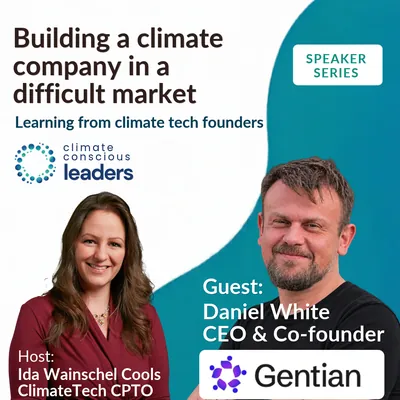 Building a climate
company in a
difficult market
SPEAKER
SERIES
Learning from climate tech founders
climate
conscious
leaders
Guest:
Daniel White
CEO & Co-founder
Host:
Ida Wainschel Cools
ClimateTech CPTO
Gentian